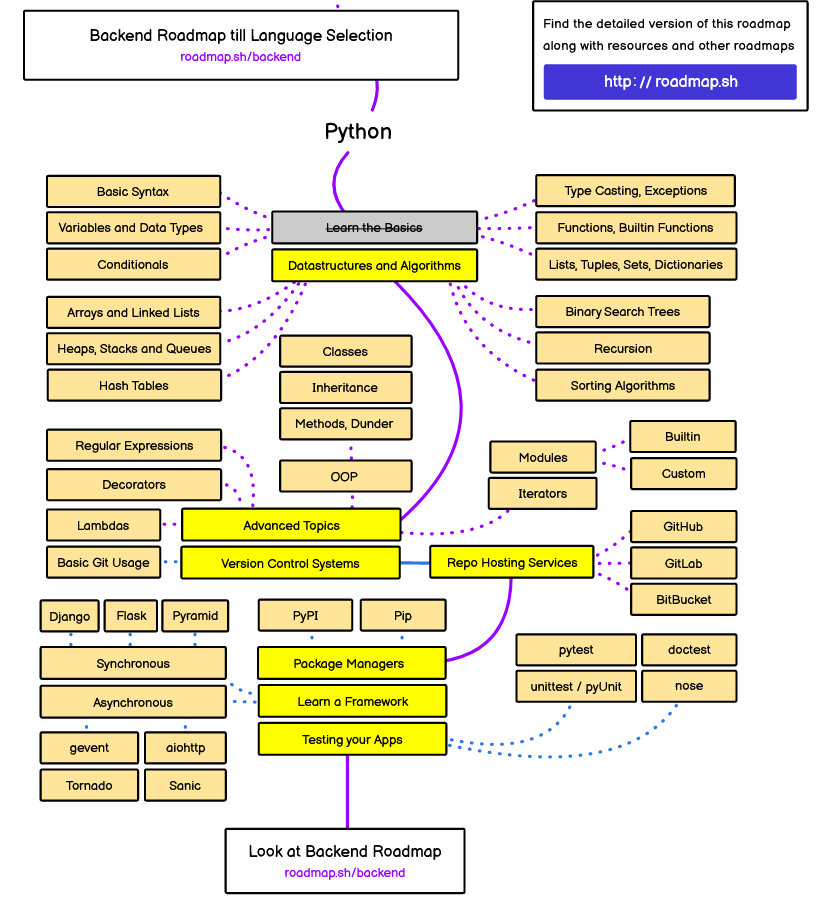 Backend Roadmap till Language Selection
roadmap.sh/backend
Find the detailed version of this roadmap
along with resources and other roadmaps
http://roadmap.sh
Python
Basic Syntax
Variables and Data Types
Conditionals
Learn the Basics
Datastructures and Algorithms
Type Casting, Exceptions
Functions, Builtin Functions
Lists, Tuples, Sets, Dictionaries
Arrays and Linked Lists
Heaps, Stacks and Queues
Hash Tables
Binary Search Trees
Recursion
Sorting Algorithms
Classes
Inheritance
Methods, Dunder
OOP
Regular Expressions
Decorators
Lambdas
Basic Git Usage
Advanced Topics
Version Control Systems
Modules
Iterators
Builtin
Custom
Repo Hosting Services
GitHub
GitLab
BitBucket
Django
Flask
Pyramid
Synchronous
Asynchronous
gevent
aiohttp
Tornado
Sanic
PyPI
Pip
Package Managers
Learn a Framework
Testing your Apps
pytest
doctest
unittest / pyUnit
nose
Look at Backend Roadmap
roadmap.sh/backend